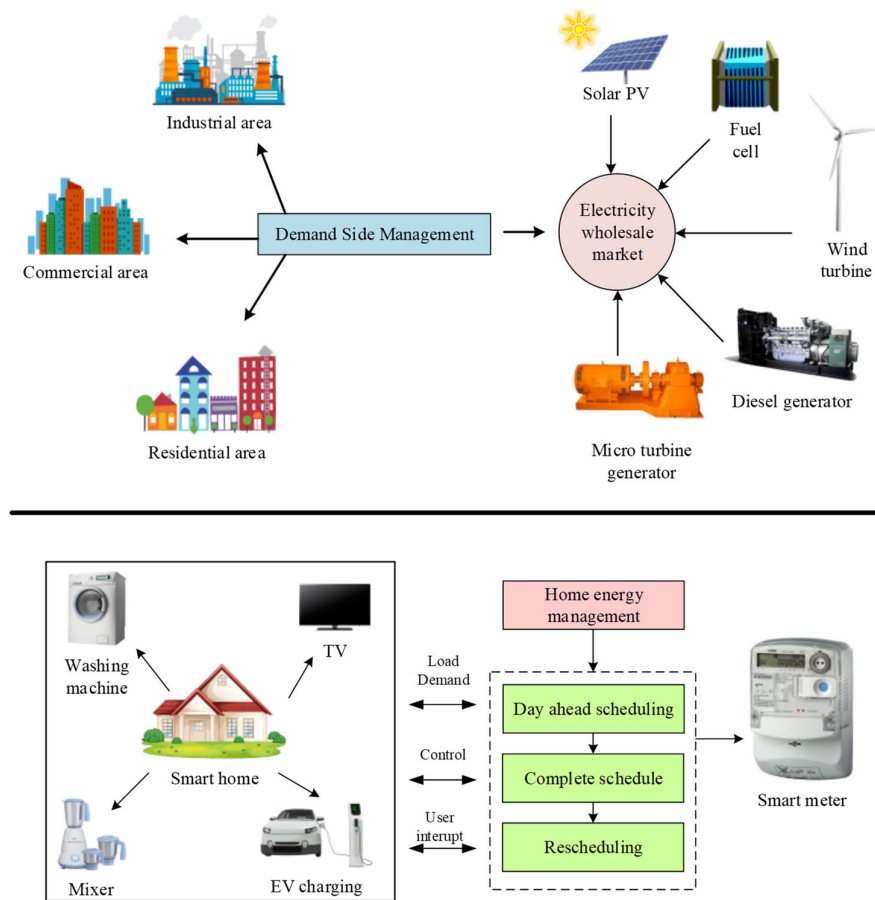 Industrial area
Solar PV
Fuel
cell
Commercial area
Demand Side Management
Electricity
wholesale
market
Wind
turbine
Residential area
Micro turbine
generator
Diesel generator
Washing
machine
TV
Smart home
Mixer
EV charging
Load
Demand
Control
User
interupt
Home energy
management
Day ahead scheduling
Complete schedule
Rescheduling
Smart meter